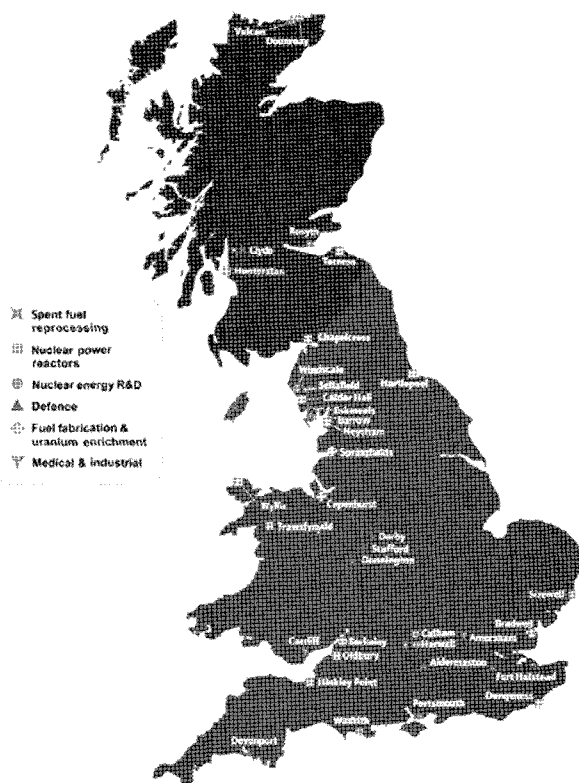 Vulcan
Dounreay
Rosyth
Clyde
Torness
Hunterston
Chapelcross
Windscale
Sellafield
Hartlepool
Calder Hall
Barrow
Heysham
Springfields
Wylfa
Capenhurst
Trawsfynydd
Derby
Stafford
Donnington
Sizewell
Bradwell
Cardiff
Berkeley
Culham
Amersham
Harwell
Oldbury
Aldermaston
Fort Halstead
Hinkley Point
Dungeness
Portsmouth
Winfrith
Devonport
Spent fuel
reprocessing
Nuclear power
reactors
Nuclear energy R&D
Defence
Fuel fabrication &
uranium enrichment
Medical & industrial